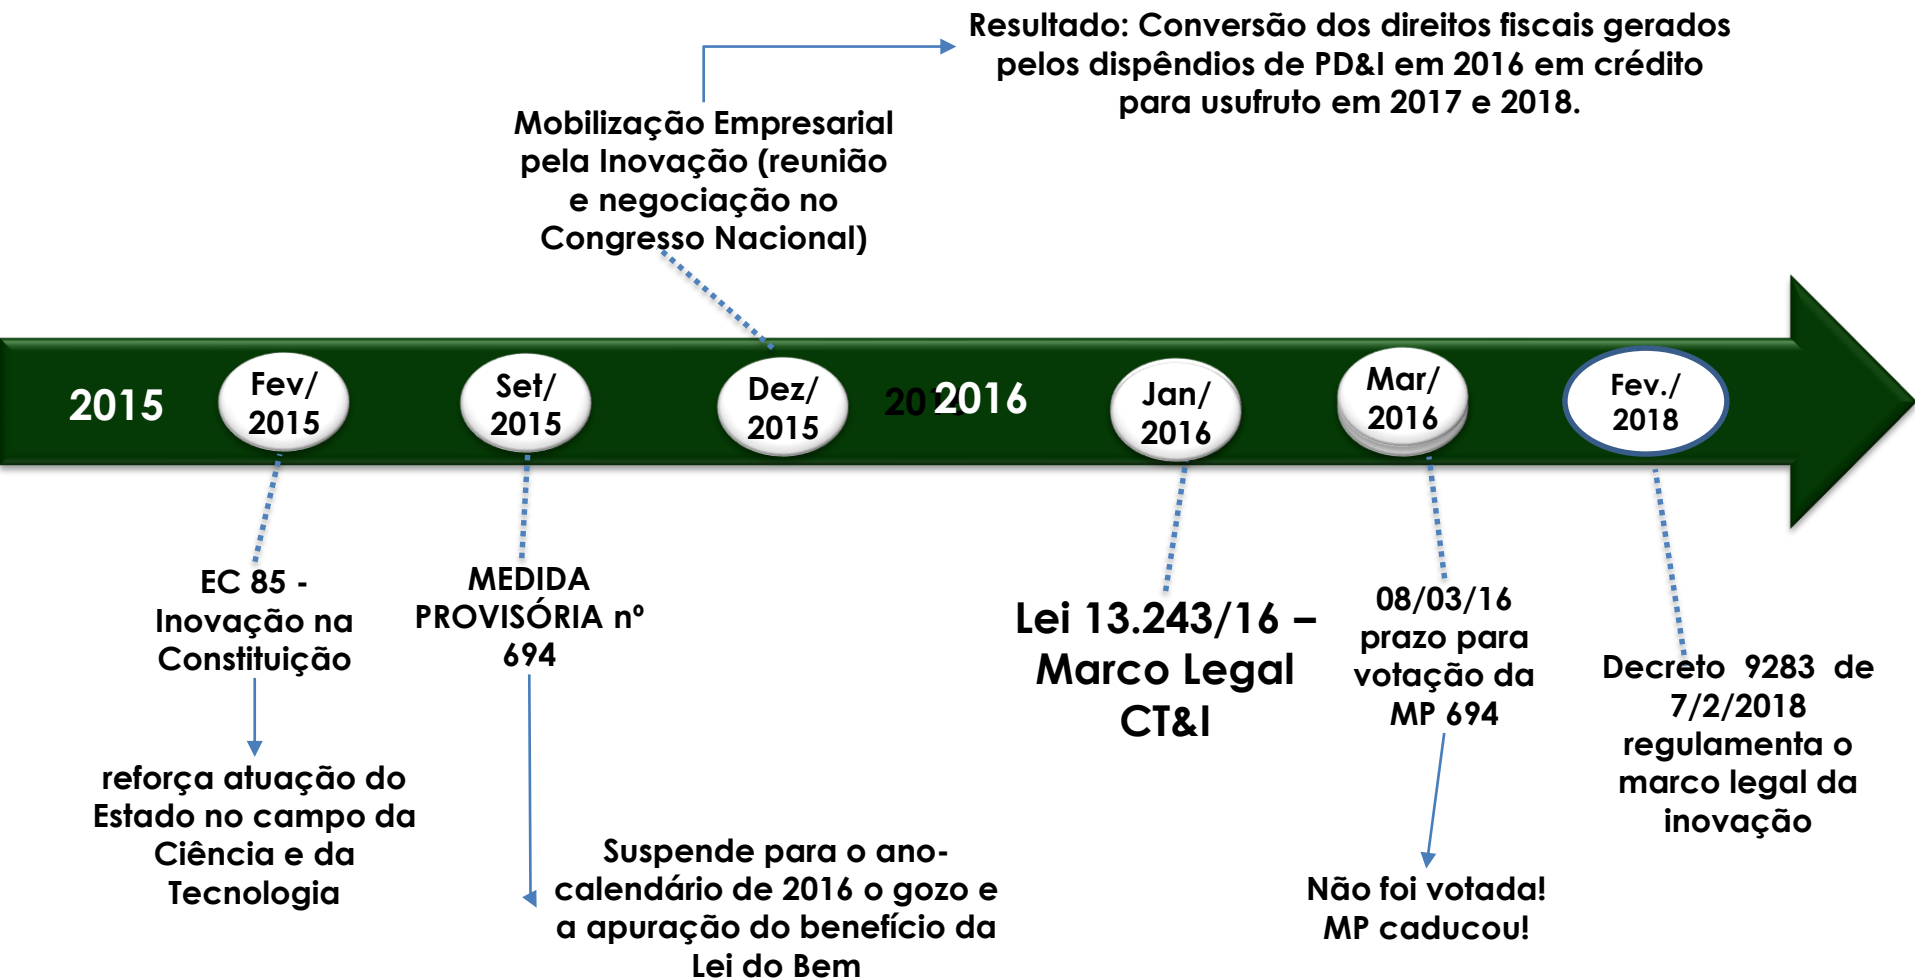 Resultado: Conversão dos direitos fiscais gerados
pelos dispêndios de PD&I em 2016 em crédito
para usufruto em 2017 e 2018.
Mobilização Empresarial
pela Inovação (reunião
e negociação no
Congresso Nacional)
2015
Fev/
2015
Set/
2015
Dez/
2015
2016
Jan/
2016
Mar/
2016
Fev./
2018
EC 85 -
Inovação na
Constituição
reforça atuação do
Estado no campo da
Ciência e da
Tecnologia
MEDIDA
PROVISÓRIA nº
694
Suspende para o ano-
calendário de 2016 o gozo e
a apuração do benefício da
Lei do Bem
Lei 13.243/16 –
Marco Legal
CT&I
08/03/16
prazo para
votação da
MP 694
Não foi votada!
MP caducou!
Decreto 9283 de
7/2/2018
regulamenta o
marco legal da
inovação